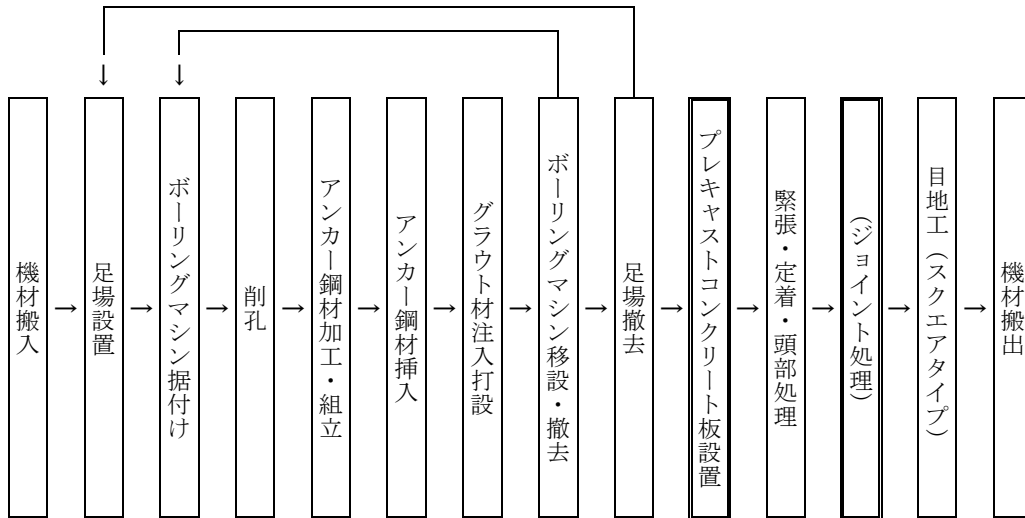 機材搬入
足場設置
ボーリングマシン据付け
削孔
アンカー鋼材加工・組立
アンカー鋼材挿入
グラウト材注入打設
ボーリングマシン移設・撤去
足場撤去
プレキャストコンクリート板設置
緊張・定着・頭部処理
（ジョイント処理）
目地工（スクエアタイプ）
機材搬出